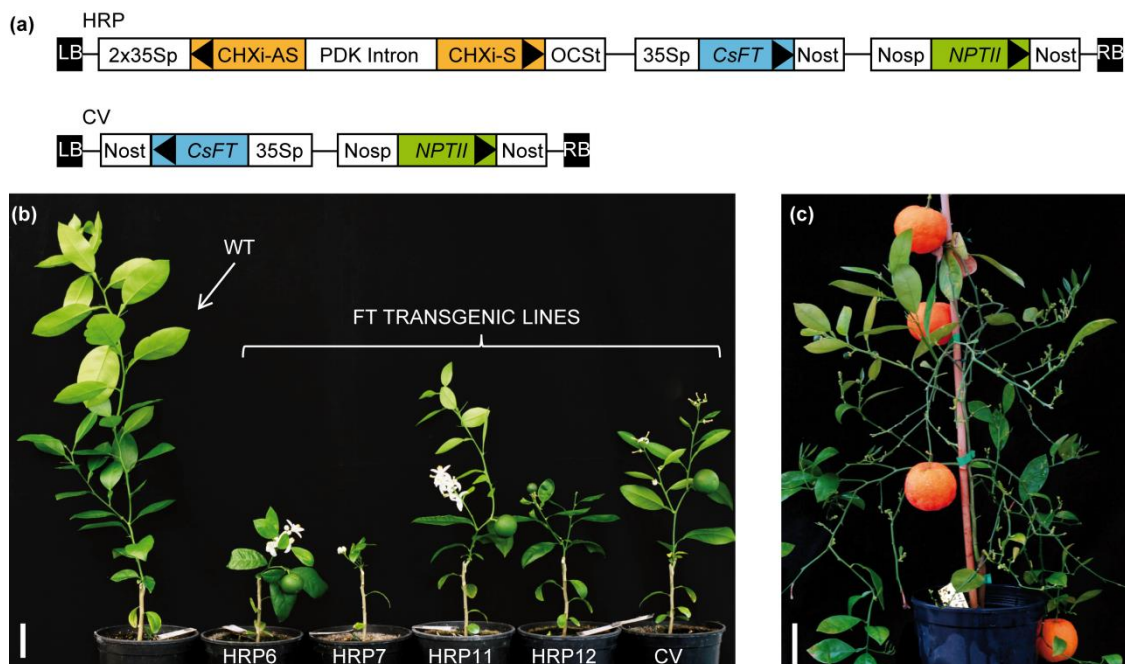 (a)
HRP
LB 2x35Sp CHXi-AS PDK Intron CHXi-S OCSt 35Sp CsFT Nost Nosp NPTII Nost RB
CV
LB Nost CsFT 35Sp Nosp NPTII Nost RB
(b)
WT
FT TRANSGENIC LINES
HRP6 HRP7 HRP11 HRP12 CV
(c)